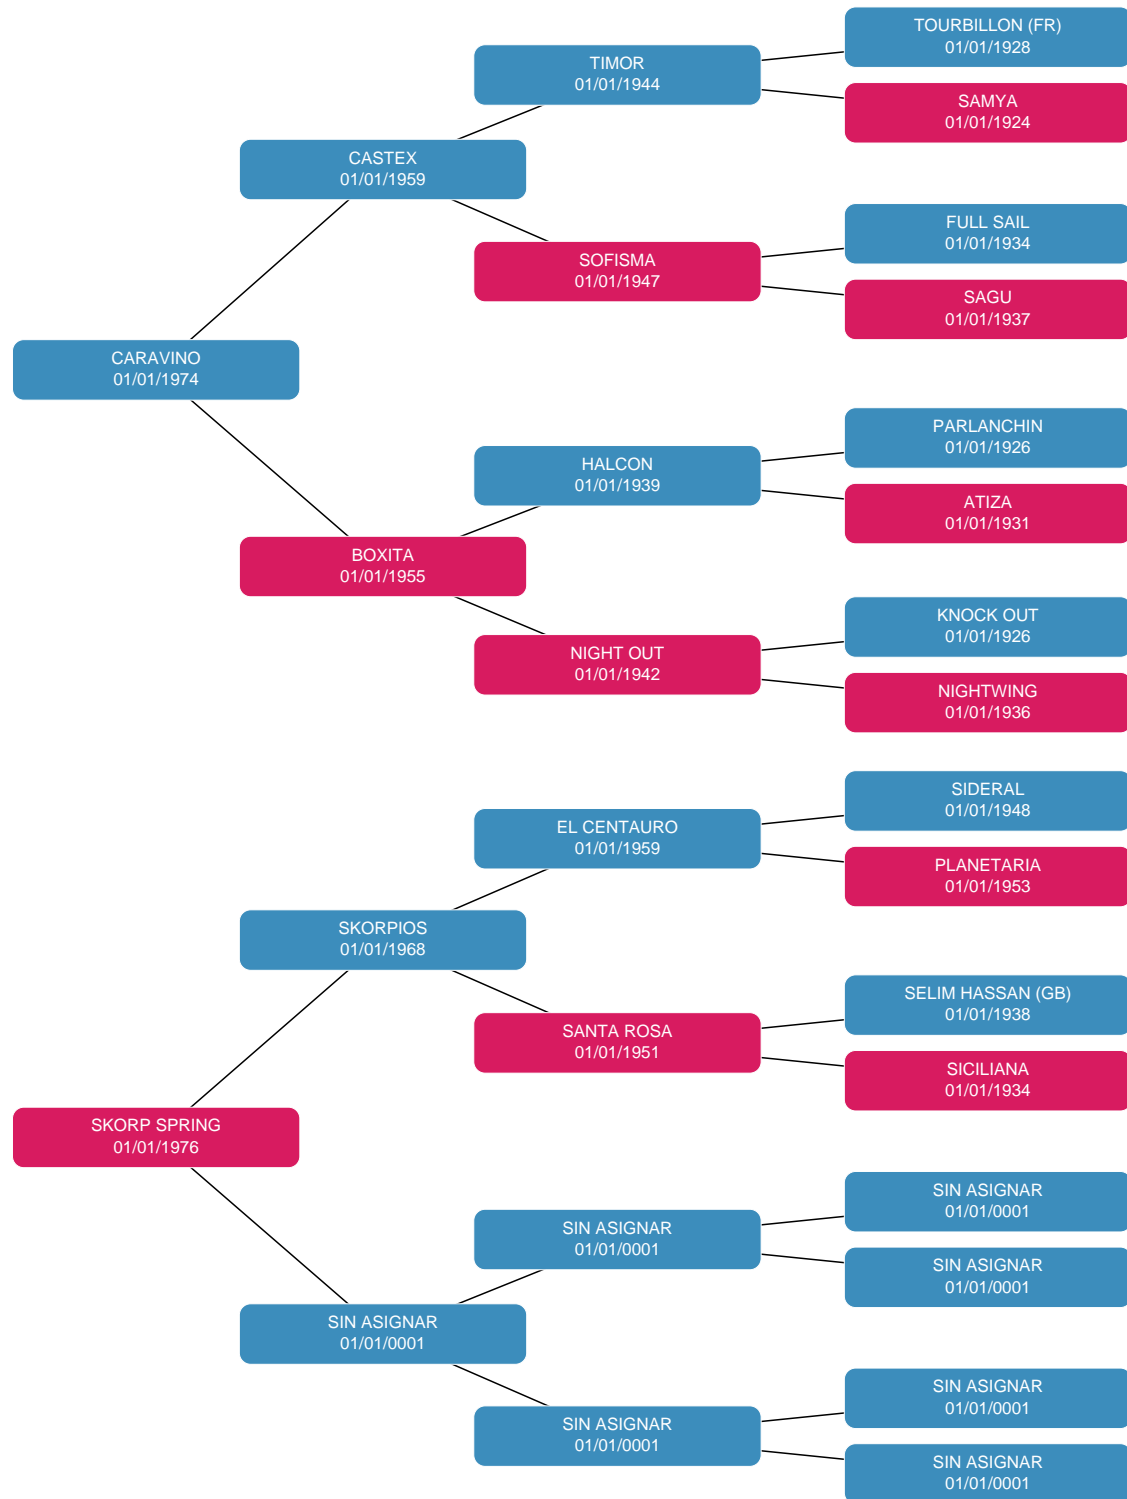 TOURBILLON (FR)
01/01/1928
TIMOR
01/01/1944
SAMYA
01/01/1924
CASTEX
01/01/1959
FULL SAIL
01/01/1934
SOFISMA
01/01/1947
SAGU
01/01/1937
CARAVINO
01/01/1974
PARLANCHIN
01/01/1926
HALCON
01/01/1939
ATIZA
01/01/1931
BOXITA
01/01/1955
KNOCK OUT
01/01/1926
NIGHT OUT
01/01/1942
NIGHTWING
01/01/1936
SIDERAL
01/01/1948
EL CENTAURO
01/01/1959
PLANETARIA
01/01/1953
SKORPIOS
01/01/1968
SELIM HASSAN (GB)
01/01/1938
SANTA ROSA
01/01/1951
SICILIANA
01/01/1934
SKORP SPRING
01/01/1976
SIN ASIGNAR
01/01/0001
SIN ASIGNAR
01/01/0001
SIN ASIGNAR
01/01/0001
SIN ASIGNAR
01/01/0001
SIN ASIGNAR
01/01/0001
SIN ASIGNAR
01/01/0001
SIN ASIGNAR
01/01/0001